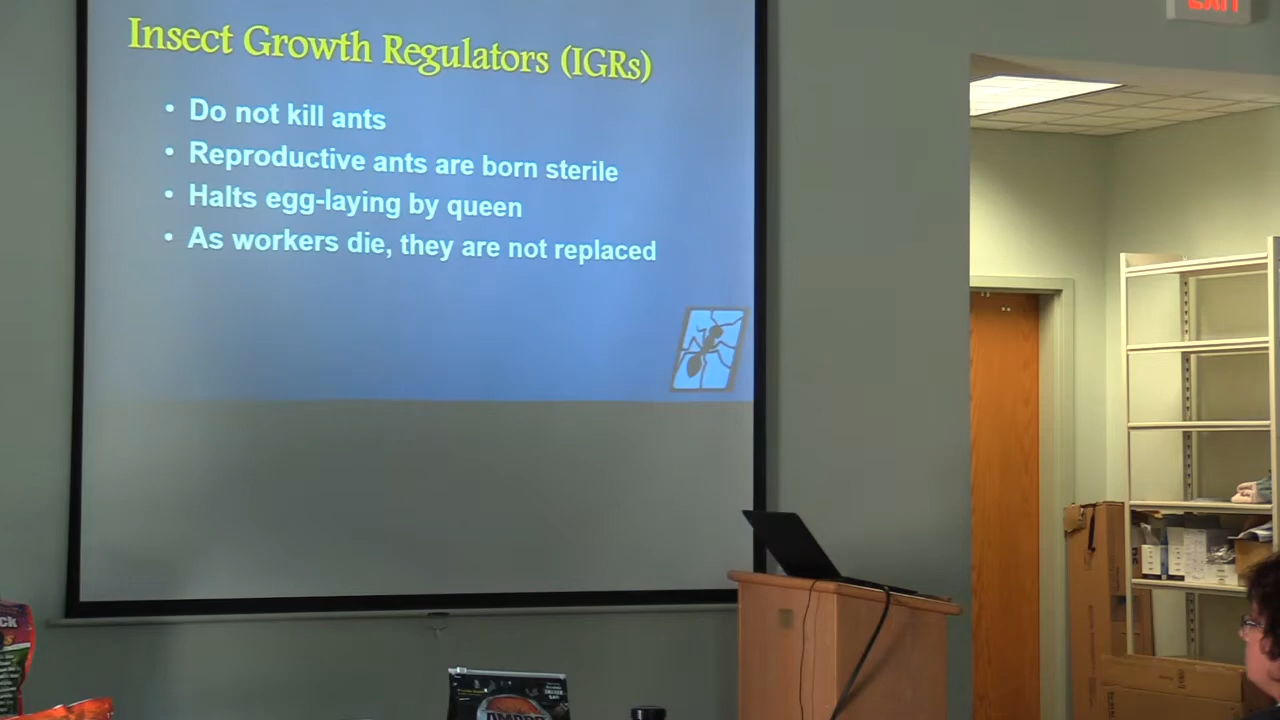 EXIT
Insect Growth Regulators (IGRs)
• Do not kill ants
• Reproductive ants are born sterile
• Halts egg-laying by queen
• As workers die, they are not replaced